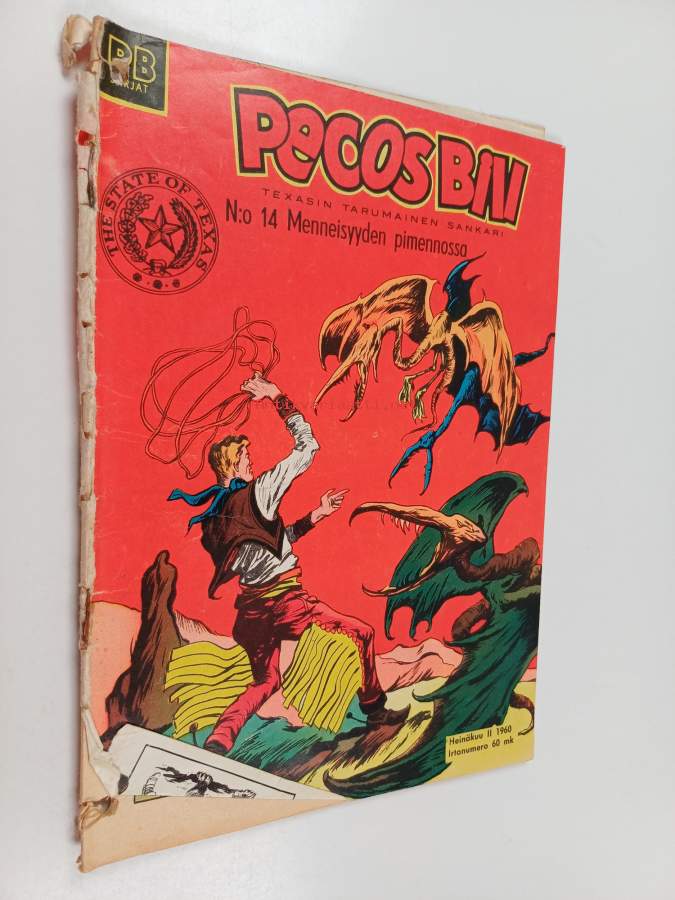 PB
SARJAT
PECOS BILL
TEXASIN TARUMAINEN SANKARI
N:o 14 Menneisyyden pimennossa
THE STATE OF TEXAS
Heinäkuu II 1960
Irtonumero 60 mk